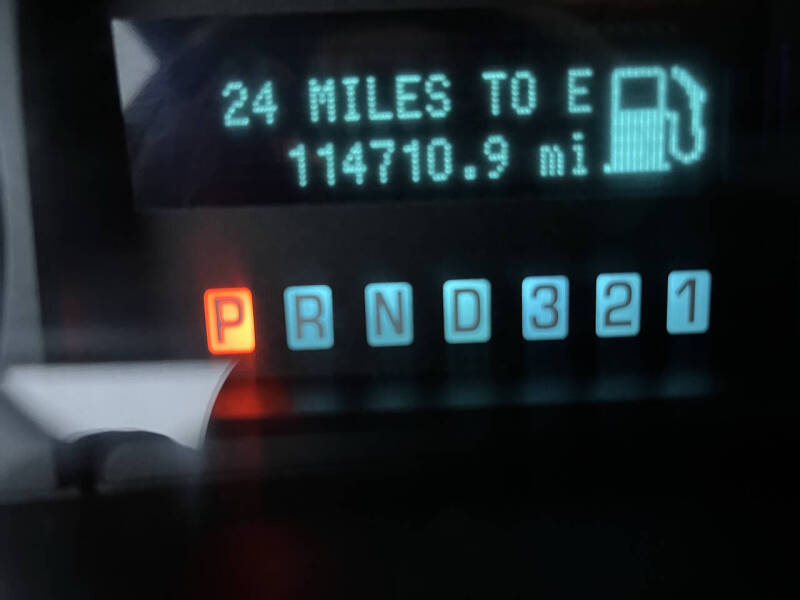 24 MILES TO E
114710.9 mi.
P R N D 3 2 1